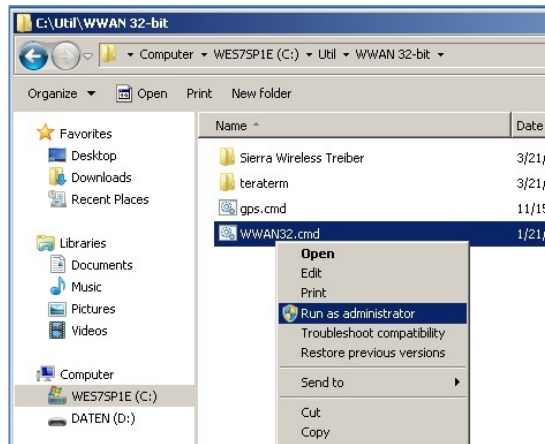 C:\Util\WWAN 32-bit
Computer WES7SP1E (C:) Util WWAN 32-bit
Organize Open Print New folder
Favorites
Desktop
Downloads
Recent Places
Libraries
Documents
Music
Pictures
Videos
Computer
WES7SP1E (C:)
DATEN (D:)
Name Date
Sierra Wireless Treiber 3/21/
teraterm 3/21/
gps.cmd 11/15
WWAN32.cmd 1/21/
Open
Edit
Print
Run as administrator
Troubleshoot compatibility
Restore previous versions
Send to
Cut
Copy